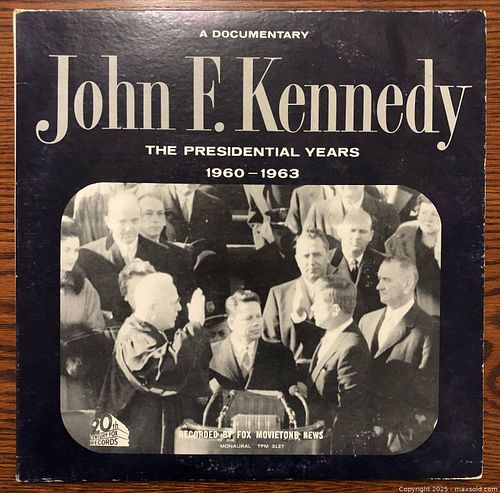 A DOCUMENTARY
John F. Kennedy
THE PRESIDENTIAL YEARS
1960 – 1963
20th
CENTURY FOX
RECORDS
RECORDED BY FOX MOVIETONE NEWS
MONAURAL TFM 3127
Copyright 2025 - maxsold.com